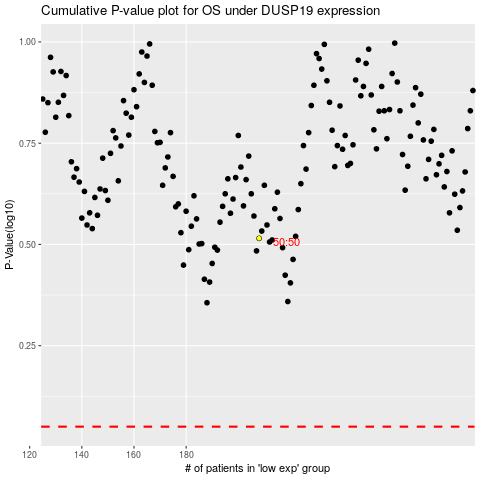 Cumulative P-value plot for OS under DUSP19 expression
P-Value(log10)
1.00
0.75
0.50
0.25
50:50
120 140 160 180
# of patients in 'low exp' group